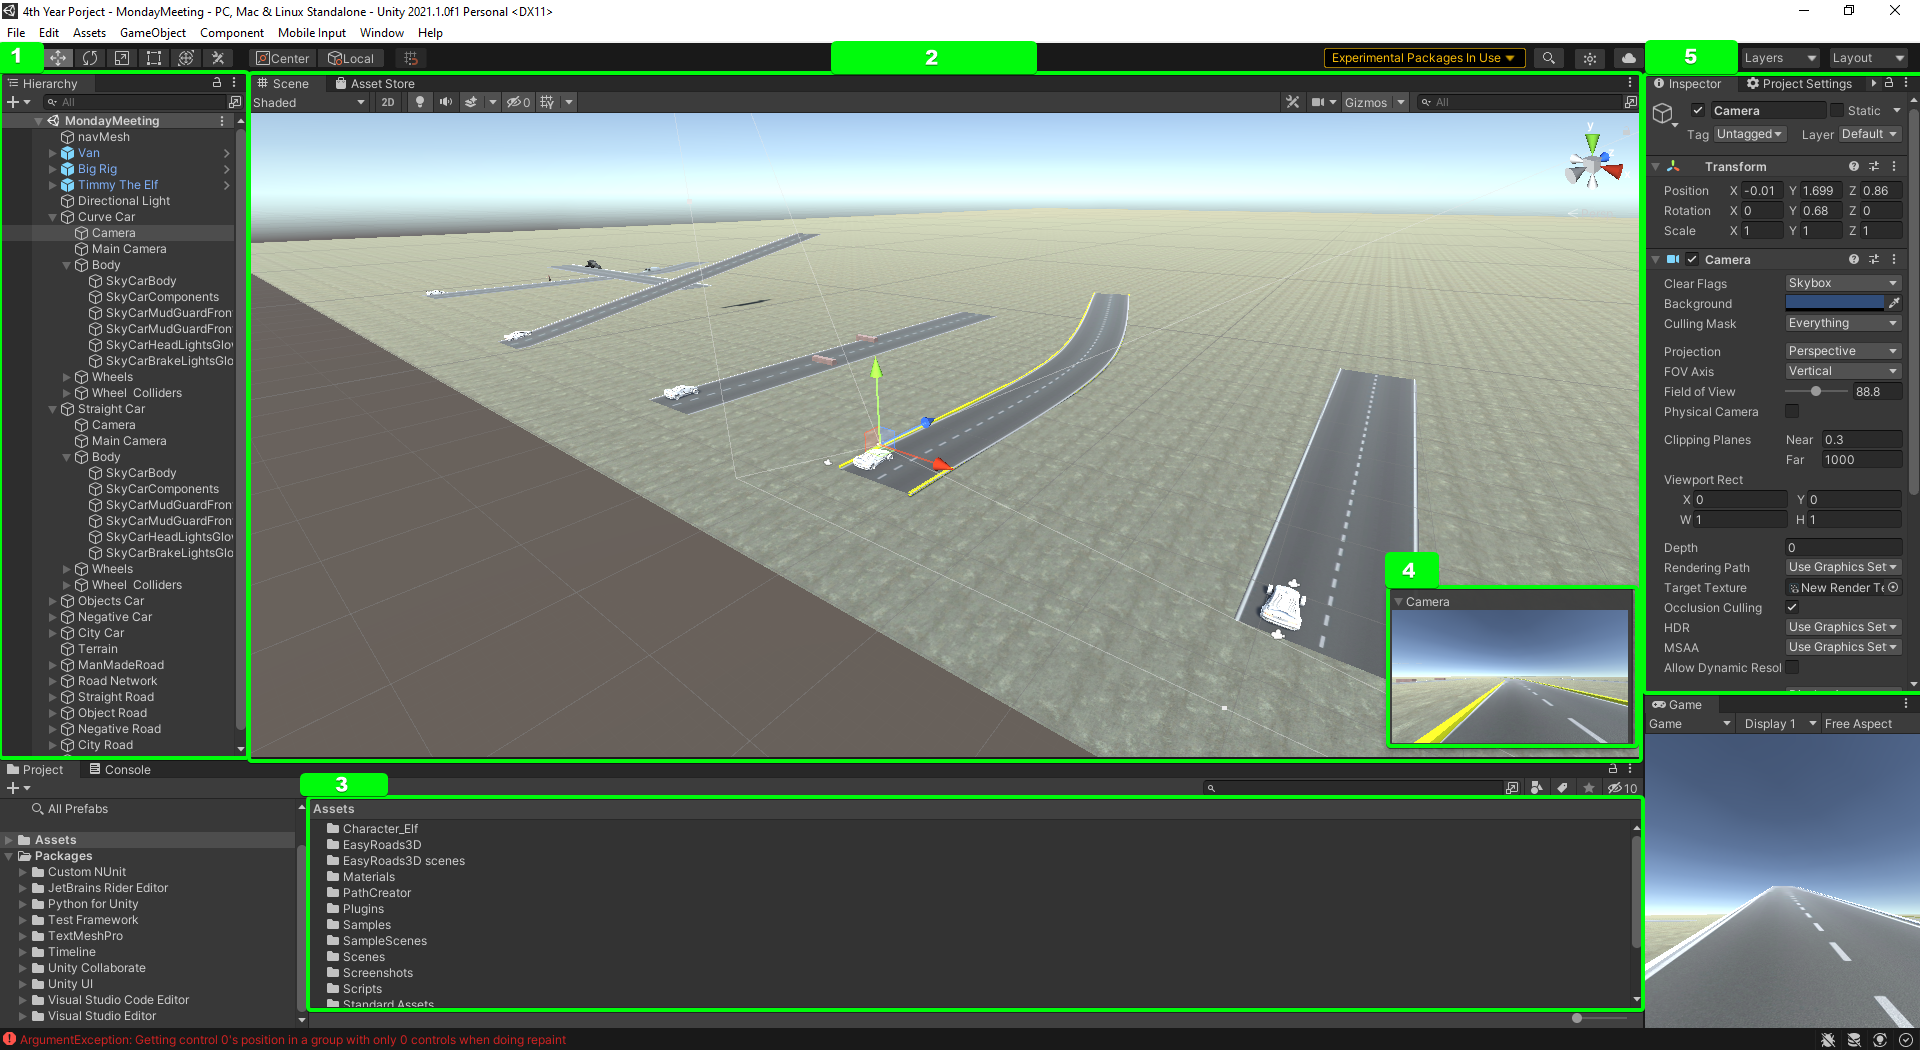 4th Year Porject - MondayMeeting - PC, Mac & Linux Standalone - Unity 2021.1.0f1 Personal <DX11>
File Edit Assets GameObject Component Mobile Input Window Help
1
Center Local
2
Experimental Packages In Use
5
Layers Layout
Hierarchy
All
MondayMeeting
navMesh
Van
Big Rig
Timmy The Elf
Directional Light
Curve Car
Camera
Main Camera
Body
SkyCarBody
SkyCarComponents
SkyCarMudGuardFron
SkyCarMudGuardFron
SkyCarHeadLightsGlo
SkyCarBrakeLightsGlo
Wheels
Wheel Colliders
Straight Car
Camera
Main Camera
Body
SkyCarBody
SkyCarComponents
SkyCarMudGuardFron
SkyCarMudGuardFron
SkyCarHeadLightsGlo
SkyCarBrakeLightsGlo
Wheels
Wheel Colliders
Objects Car
Negative Car
City Car
Terrain
ManMadeRoad
Road Network
Straight Road
Object Road
Negative Road
City Road
Scene Asset Store
Shaded 2D 0 Gizmos All
y
4
Camera
Inspector Project Settings
Camera Static
Tag Untagged Layer Default
Transform
Position X -0.01 Y 1.699 Z 0.86
Rotation X 0 Y 0.68 Z 0
Scale X 1 Y 1 Z 1
Camera
Clear Flags Skybox
Background
Culling Mask Everything
Projection Perspective
FOV Axis Vertical
Field of View 88.8
Physical Camera
Clipping Planes Near 0.3
Far 1000
Viewport Rect
X 0 Y 0
W 1 H 1
Depth 0
Rendering Path Use Graphics Set
Target Texture New Render Te
Occlusion Culling
HDR Use Graphics Set
MSAA Use Graphics Set
Allow Dynamic Resol
Game
Game Display 1 Free Aspect
Project Console
3
10
All Prefabs
Assets
Packages
Custom NUnit
JetBrains Rider Editor
Python for Unity
Test Framework
TextMeshPro
Timeline
Unity Collaborate
Unity UI
Visual Studio Code Editor
Visual Studio Editor
Assets
Character_Elf
EasyRoads3D
EasyRoads3D scenes
Materials
PathCreator
Plugins
Samples
SampleScenes
Scenes
Screenshots
Scripts
Standard Assets
ArgumentException: Getting control 0's position in a group with only 0 controls when doing repaint